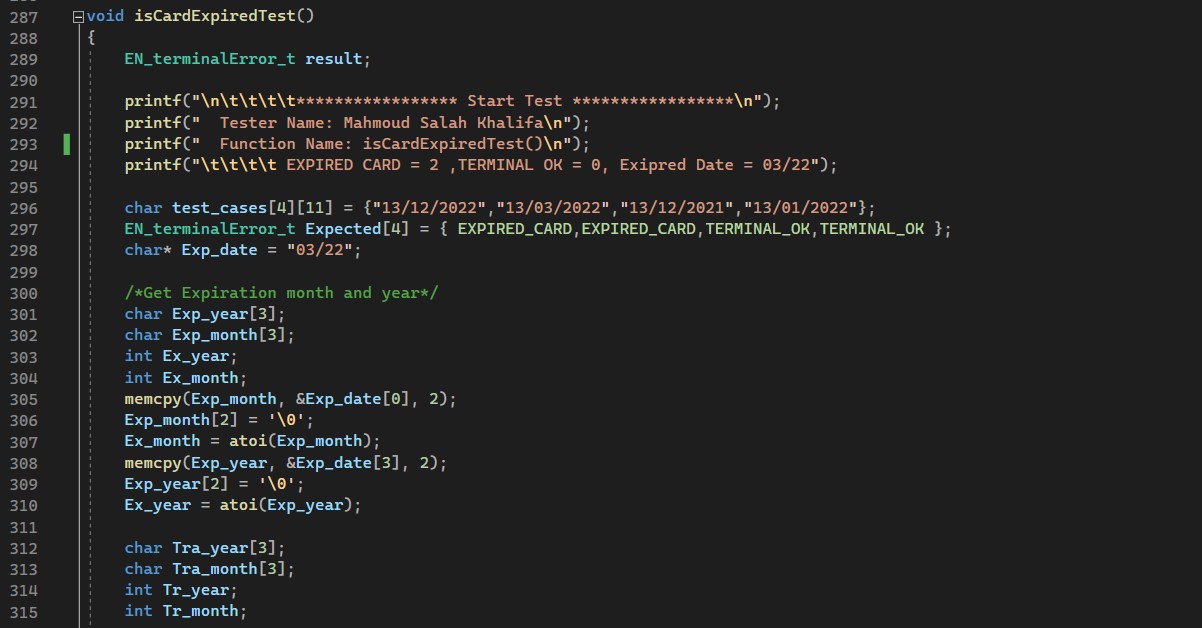 287 void isCardExpiredTest()
288 {
289 EN_terminalError_t result;
290
291 printf("\n\t\t\t\t***************** Start Test *****************\n");
292 printf("  Tester Name: Mahmoud Salah Khalifa\n");
293 printf("  Function Name: isCardExpiredTest()\n");
294 printf("\t\t\t\t EXPIRED CARD = 2 ,TERMINAL OK = 0, Exipred Date = 03/22");
295
296 char test_cases[4][11] = {"13/12/2022","13/03/2022","13/12/2021","13/01/2022"};
297 EN_terminalError_t Expected[4] = { EXPIRED_CARD,EXPIRED_CARD,TERMINAL_OK,TERMINAL_OK };
298 char* Exp_date = "03/22";
299
300 /*Get Expiration month and year*/
301 char Exp_year[3];
302 char Exp_month[3];
303 int Ex_year;
304 int Ex_month;
305 memcpy(Exp_month, &Exp_date[0], 2);
306 Exp_month[2] = '\0';
307 Ex_month = atoi(Exp_month);
308 memcpy(Exp_year, &Exp_date[3], 2);
309 Exp_year[2] = '\0';
310 Ex_year = atoi(Exp_year);
311
312 char Tra_year[3];
313 char Tra_month[3];
314 int Tr_year;
315 int Tr_month;